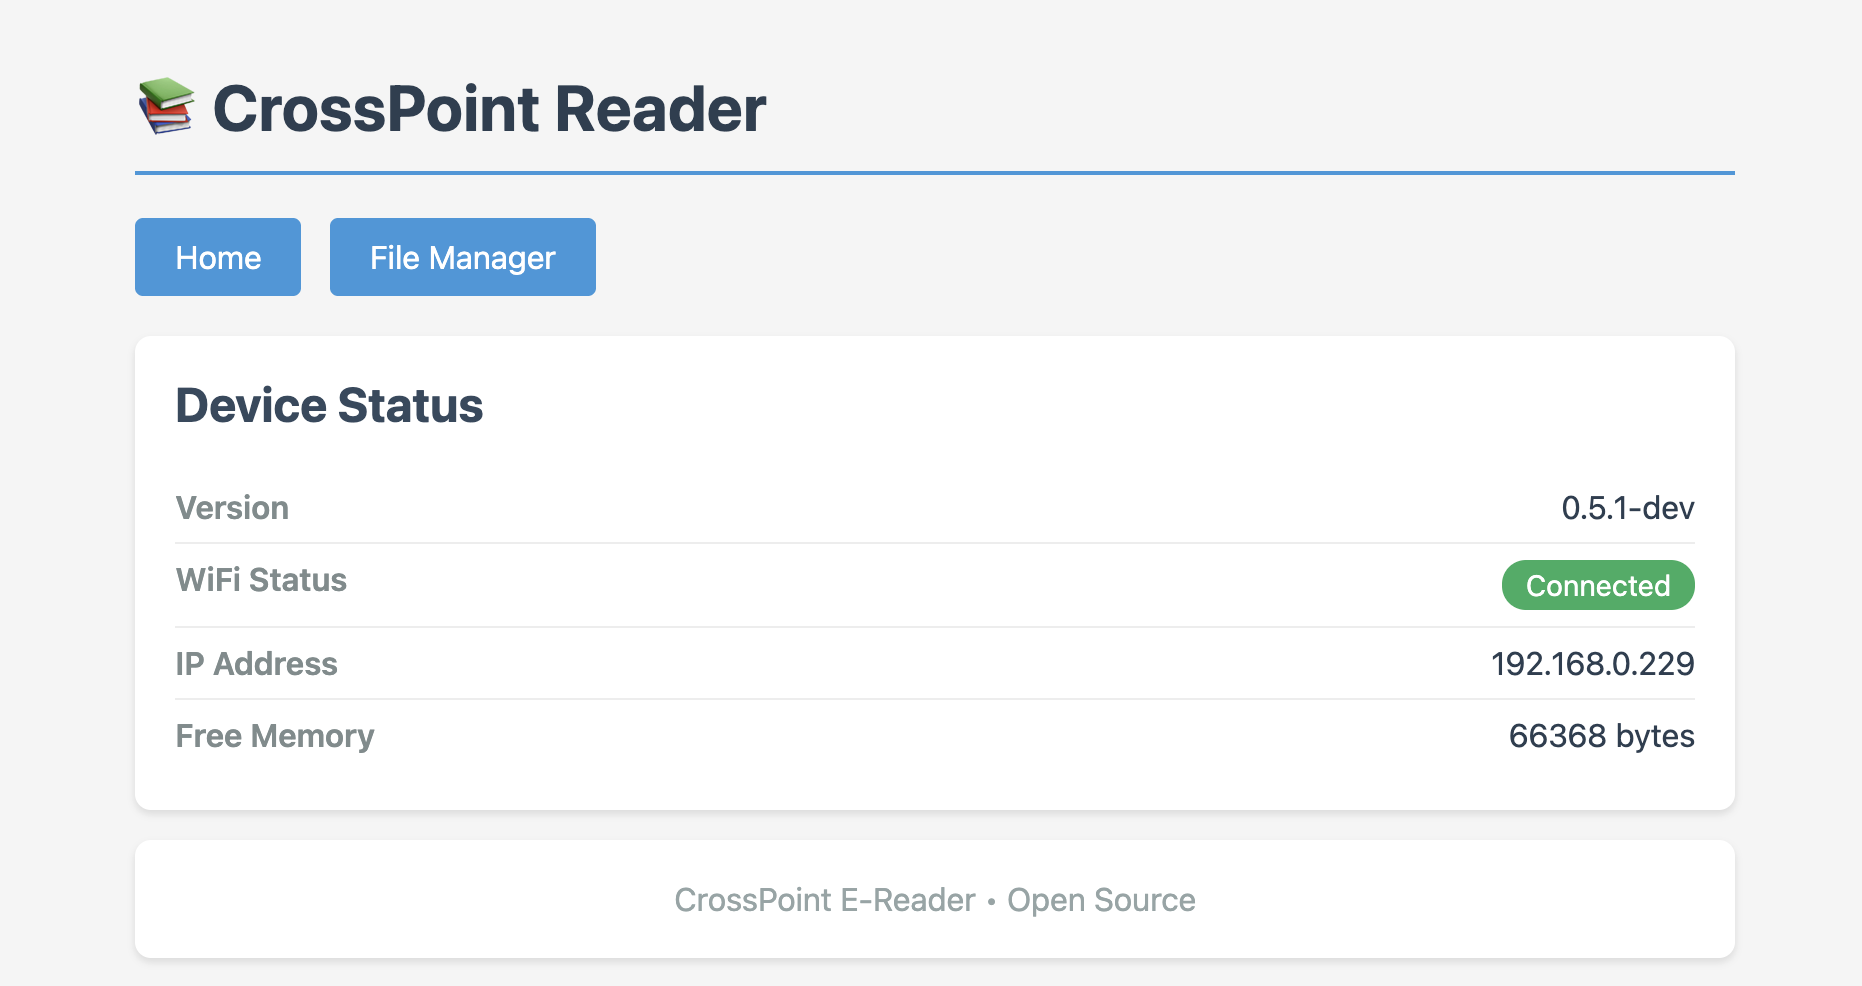 CrossPoint Reader
Home
File Manager
Device Status
Version 0.5.1-dev
WiFi Status Connected
IP Address 192.168.0.229
Free Memory 66368 bytes
CrossPoint E-Reader • Open Source